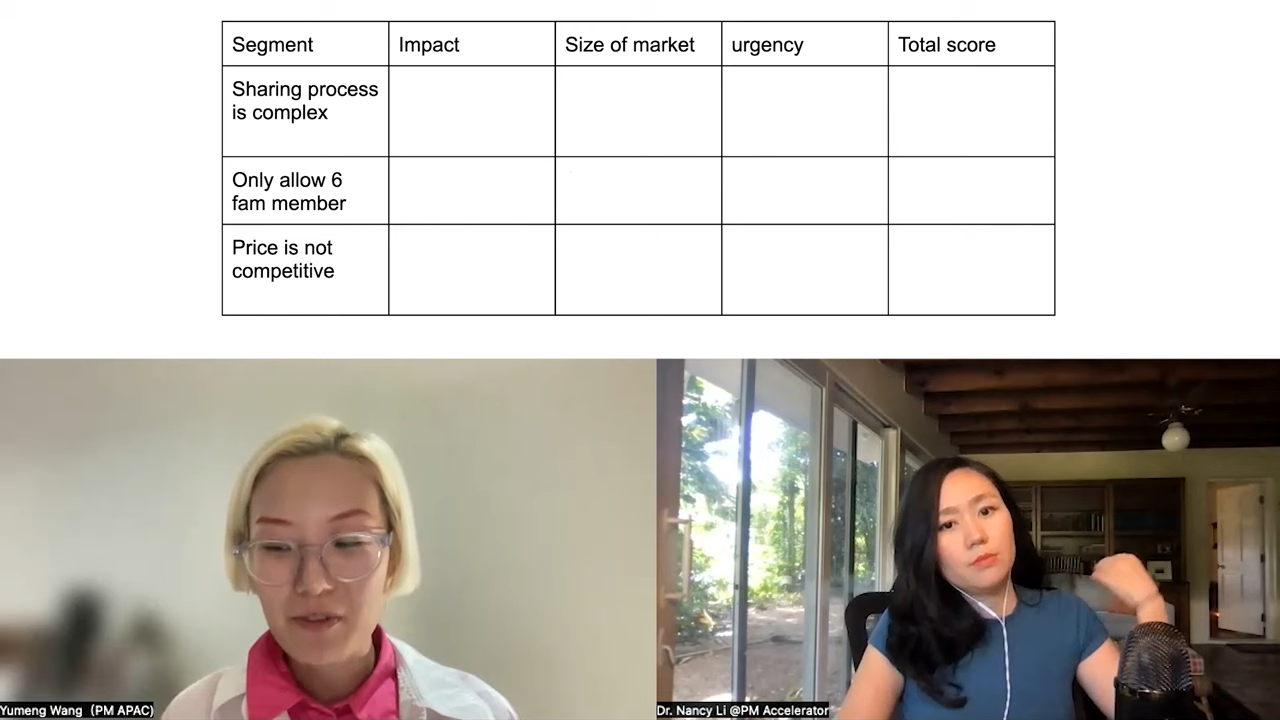 Segment
Impact
Size of market
urgency
Total score
Sharing process
is complex
Only allow 6
fam member
Price is not
competitive
Yumeng Wang（PM APAC)
Dr. Nancy Li @PM Accelerator